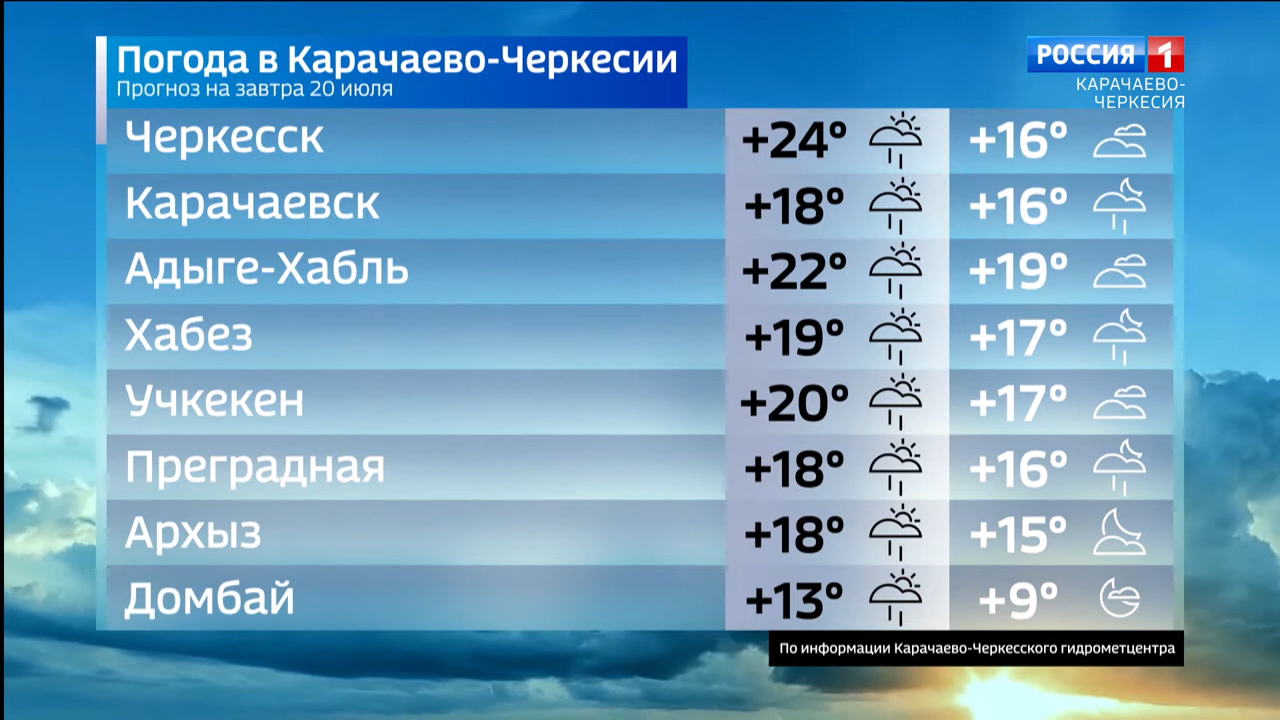 Погода в Карачаево-Черкесии
Прогноз на завтра 20 июля
РОССИЯ 1
КАРАЧАЕВО-
ЧЕРКЕСИЯ
Черкесск +24° +16°
Карачаевск +18° +16°
Адыге-Хабль +22° +19°
Хабез +19° +17°
Учкекен +20° +17°
Преградная +18° +16°
Архыз +18° +15°
Домбай +13° +9°
По информации Карачаево-Черкесского гидрометцентра